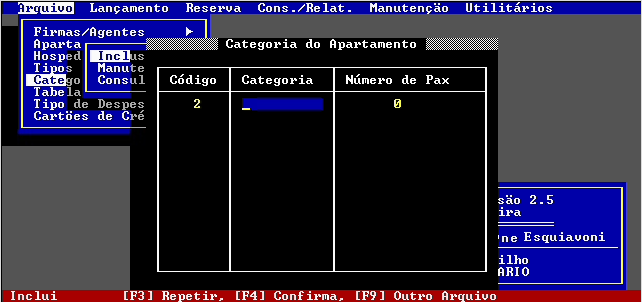 Arquivo Lançamento Reserva Cons./Relat. Manutenção Utilitários
Firmas/Agentes
Aparta
Hosped
Tipos
Catego
Tabela
Tipo de Despes
Cartões de Cré
Inclus
Manute
Consul
Categoria do Apartamento
Código Categoria Número de Pax
2 0
são 2.5
ira
ne Esquiavoni
ilho
ARIO
Inclui [F3] Repetir, [F4] Confirma, [F9] Outro Arquivo